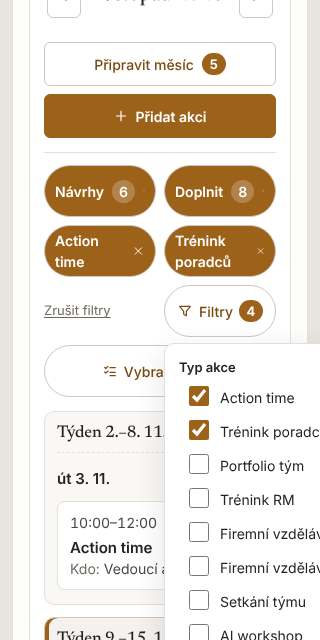 Připravit měsíc 5
+ Přidat akci
Návrhy 6
Doplnit 8
Action
time
Trénink
poradců
Zrušit filtry
Filtry 4
Typ akce
Action time
Trénink poradc
Portfolio tým
Trénink RM
Firemní vzděláv
Firemní vzděláv
Setkání týmu
AI workshop
Vybra
Týden 2.–8. 11.
út 3. 11.
10:00–12:00
Action time
Kdo: Vedoucí
Týden 9.–15. 1